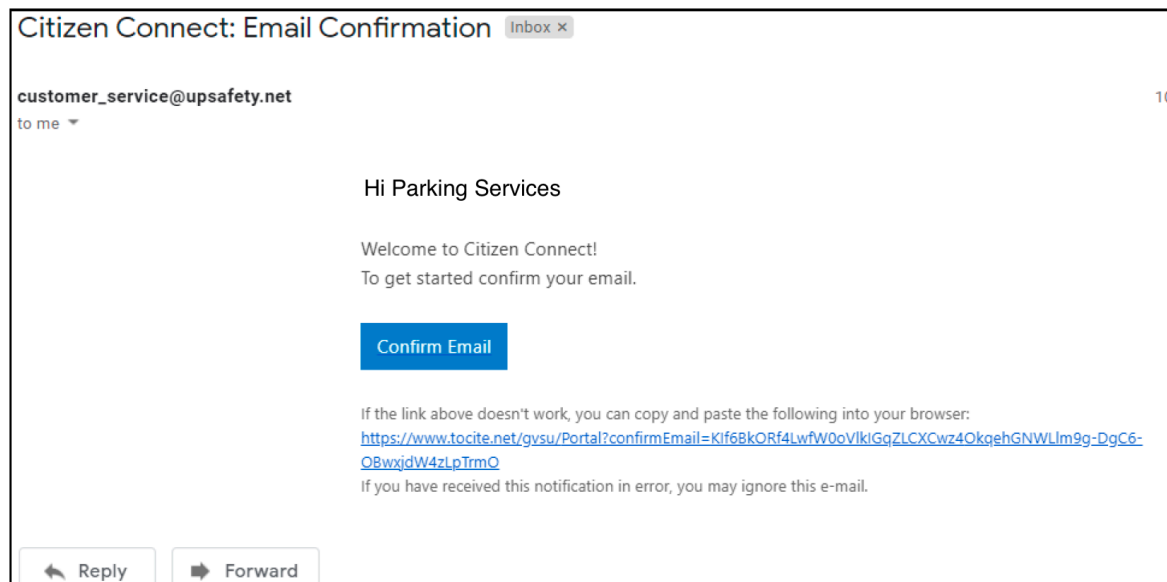 Citizen Connect: Email Confirmation Inbox ×
customer_service@upsafety.net 10
to me
Hi Parking Services
Welcome to Citizen Connect!
To get started confirm your email.
Confirm Email
If the link above doesn't work, you can copy and paste the following into your browser:
https://www.tocite.net/gvsu/Portal?confirmEmail=KIf6BkORf4LwfW0oVlkIGqZLCXCwz4OkqehGNWLlm9g-DgC6-
OBwxjdW4zLpTrmO
If you have received this notification in error, you may ignore this e-mail.
Reply Forward